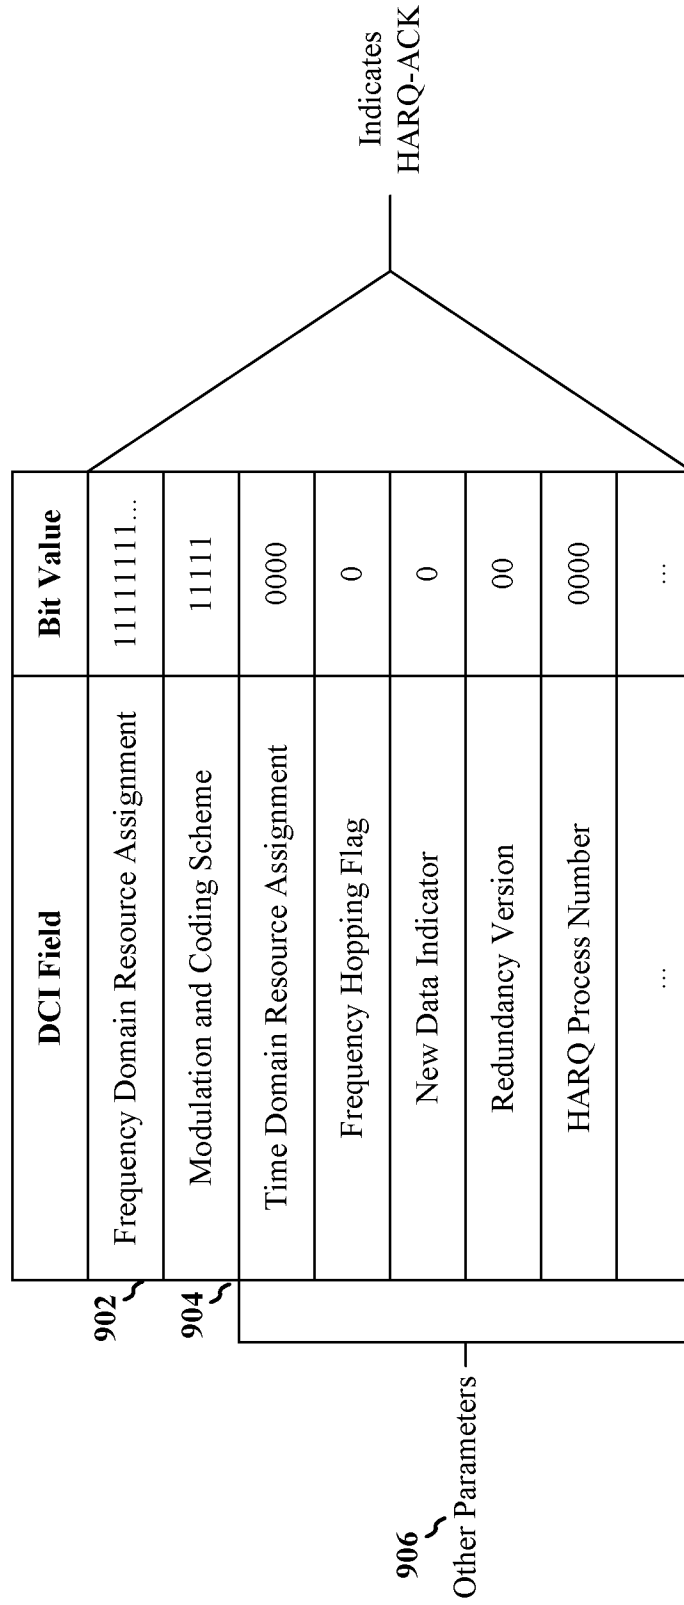 DCI Field
Bit Value
902
Frequency Domain Resource Assignment
11111111...
904
Modulation and Coding Scheme
11111
Time Domain Resource Assignment
0000
Frequency Hopping Flag
0
New Data Indicator
0
Redundancy Version
00
HARQ Process Number
0000
...
...
906
Other Parameters
Indicates
HARQ-ACK